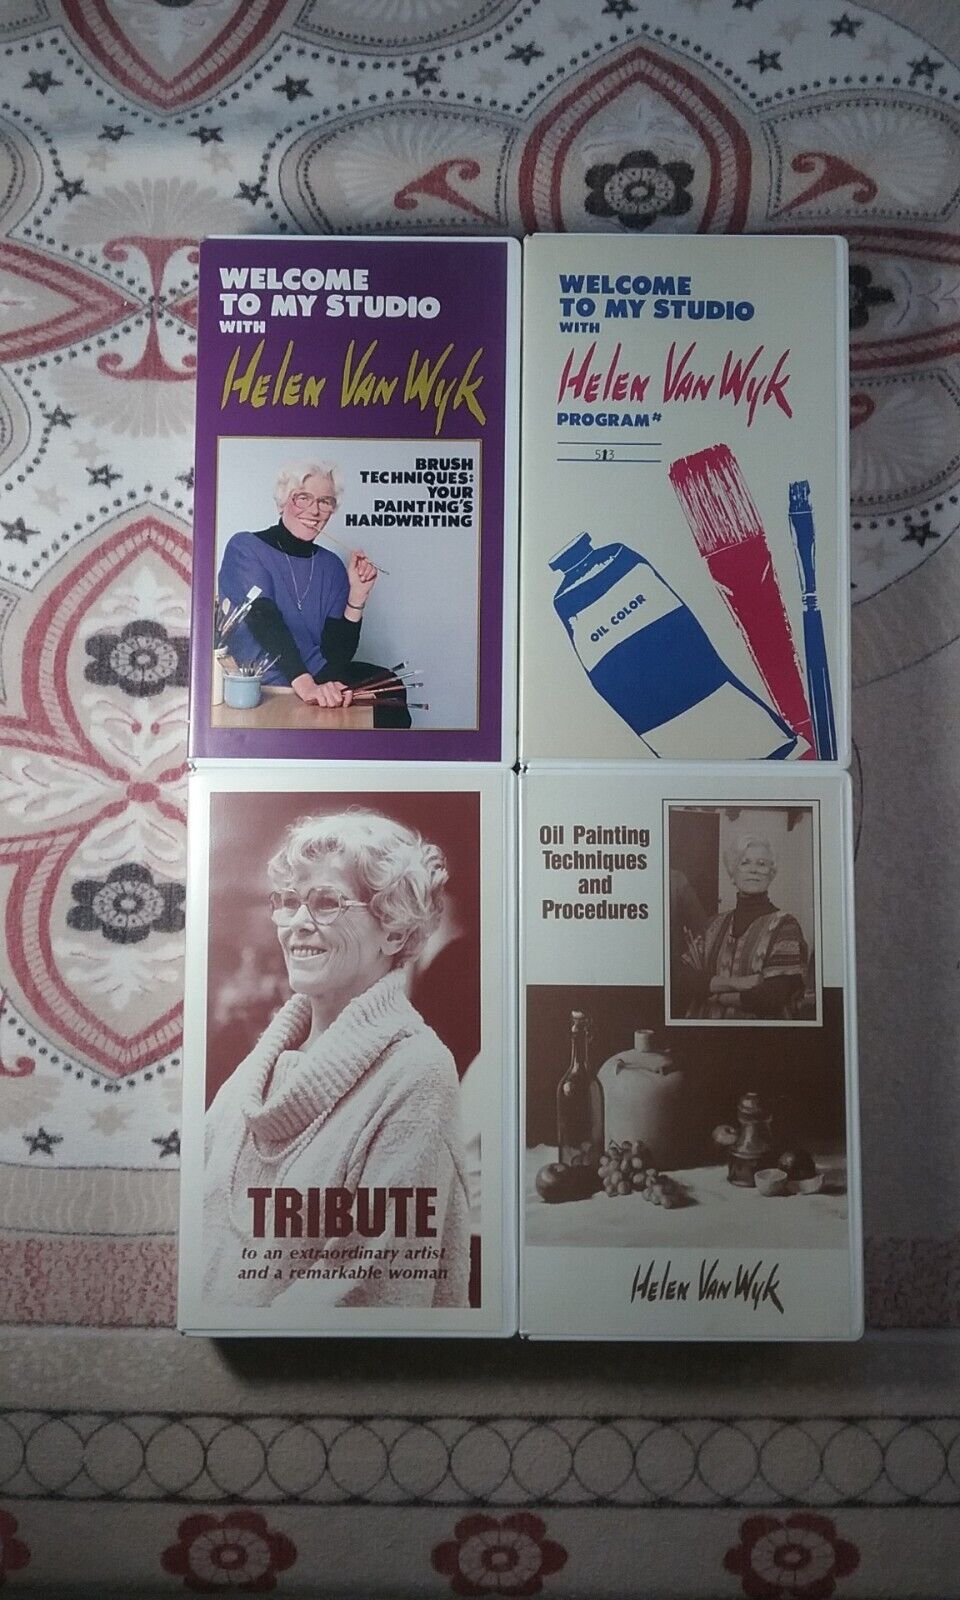 WELCOME
TO MY STUDIO
WITH
Helen Van Wyk
BRUSH
TECHNIQUES:
YOUR
PAINTING'S
HANDWRITING
WELCOME
TO MY STUDIO
WITH
Helen Van Wyk
PROGRAM#
513
OIL COLOR
TRIBUTE
to an extraordinary artist
and a remarkable woman
Oil Painting
Techniques
and
Procedures
Helen Van Wyk